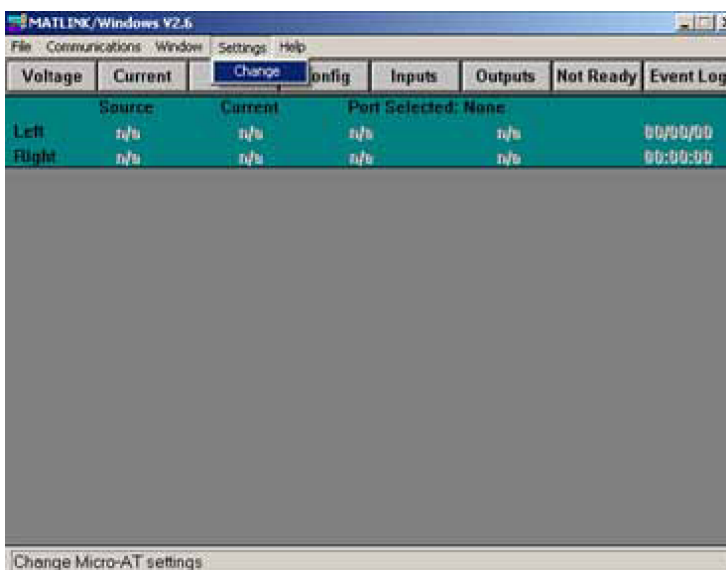 MATLINK/Windows V2.6
File Communications Window Settings Help
Change
Voltage Current onfig Inputs Outputs Not Ready Event Log
Source Current Port Selected: None
Left n/s n/s n/s n/s 00/00/00
Right n/s n/s n/s n/s 00:00:00
Change Micro-AT settings